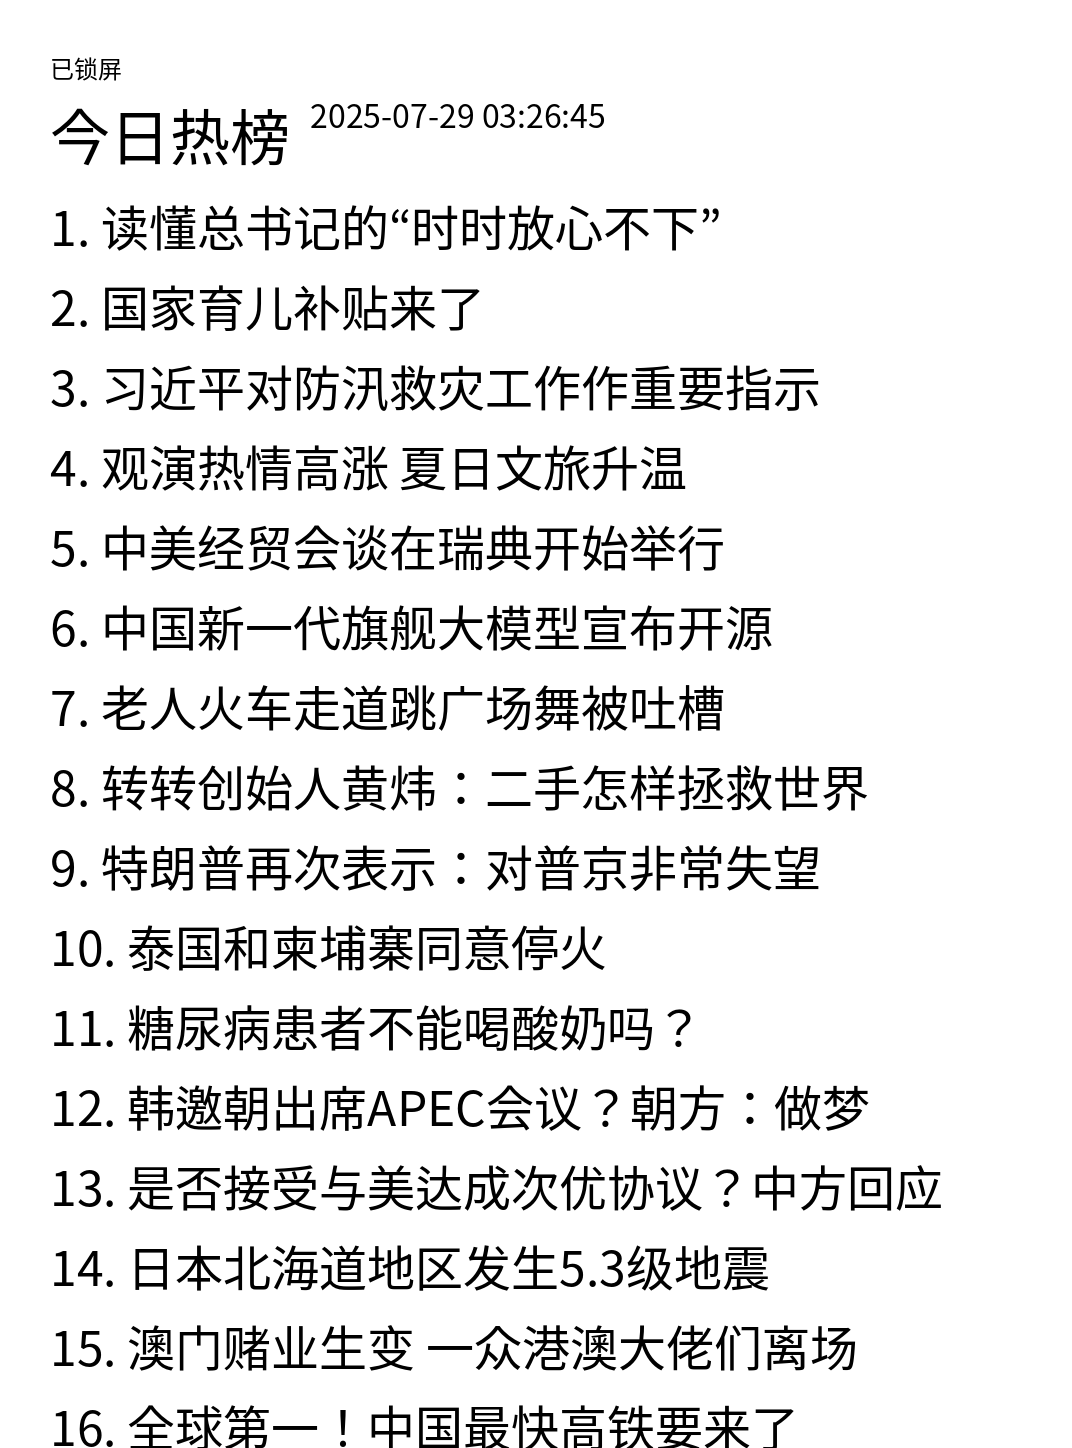 已锁屏
今日热榜 2025-07-29 03:26:45
1. 读懂总书记的“时时放心不下”
2. 国家育儿补贴来了
3. 习近平对防汛救灾工作作重要指示
4. 观演热情高涨 夏日文旅升温
5. 中美经贸会谈在瑞典开始举行
6. 中国新一代旗舰大模型宣布开源
7. 老人火车走道跳广场舞被吐槽
8. 转转创始人黄炜：二手怎样拯救世界
9. 特朗普再次表示：对普京非常失望
10. 泰国和柬埔寨同意停火
11. 糖尿病患者不能喝酸奶吗？
12. 韩邀朝出席APEC会议？朝方：做梦
13. 是否接受与美达成次优协议？中方回应
14. 日本北海道地区发生5.3级地震
15. 澳门赌业生变 一众港澳大佬们离场
16. 全球第一！中国最快高铁要来了